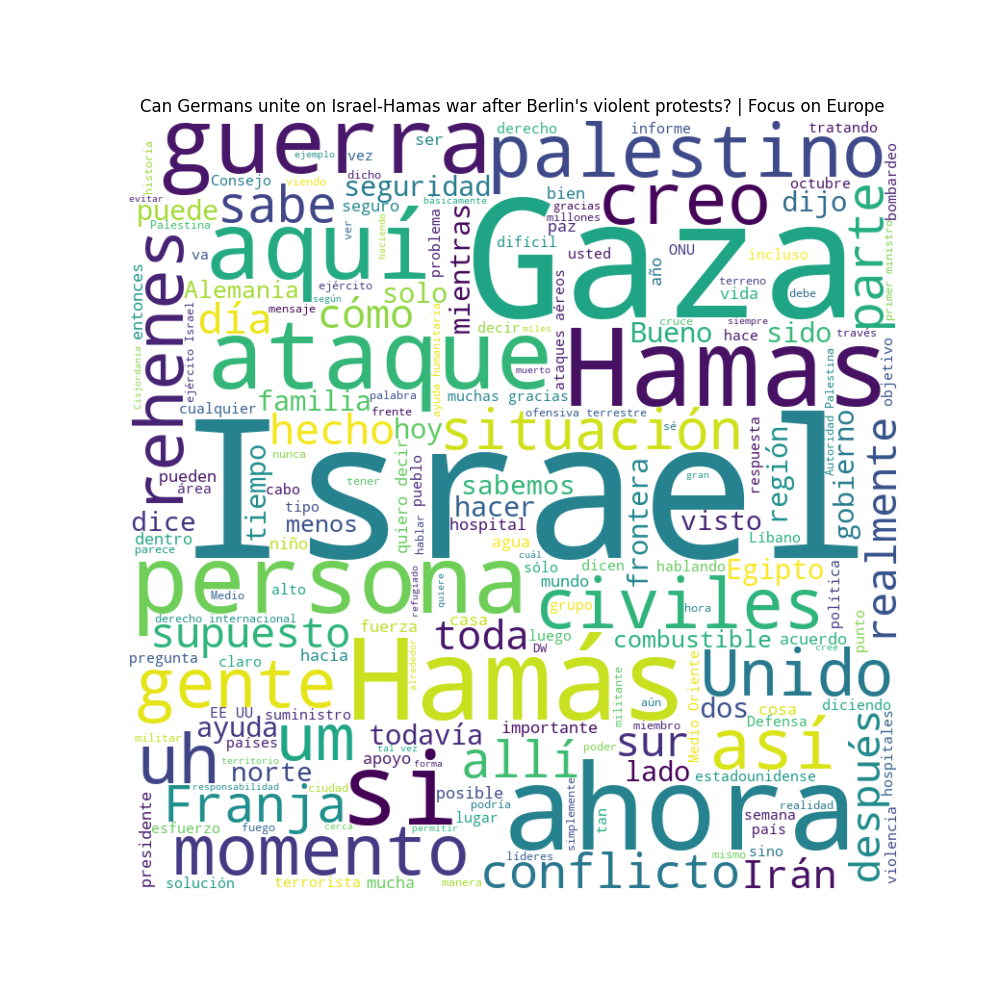 Can Germans unite on Israel-Hamas war after Berlin's violent protests? | Focus on Europe
guerra
palestino
derecho
informe
tratando
ser
ejemplo
vez
historia
dicho
Consejo
viendo
seguridad
básicamente
evitar
sabe
puede
seguro
Palestina
creo
bien
gracias
millones
paz
octubre
dijo
bombardeo
parte
primer ministro
aquí
Gaza
va
ver
haciendo
problema
mientras
difícil
usted
ONU
año
incluso
terreno
vida
debe
entonces
rehenes
Alemania
ejército
según
solo
día
mensaje
cómo
ejército Israel
Cisjordania
ayuda humanitaria
decir
miles
ataques aéreos
cruce
siempre
Bueno
hace
sido
través
objetivo
ataque
Hamas
muerto
familia
palabra
muchas gracias
cualquier
frente
ofensiva terrestre
sé
Autoridad Palestina
hecho
hoy
situación
respuesta
región
gobierno
realmente
Israel
nunca
tiempo
quiero decir
pueblo
hablar
gran
frontera
pueden
área
cabo
tener
sabemos
tipo
dice
menos
hacer
hospital
visto
dentro
Líbano
parece
niño
agua
cuál
sólo
dicen
hablando
Egipto
política
persona
Medio
alto
refugiado
quiere
mundo
grupo
civiles
hora
punto
derecho internacional
fuerza
casa
supuesto
toda
luego
DW
combustible
acuerdo
cree
pregunta
claro
hacia
alrededor
gente
Hamás
aún
militante
Medio Oriente
Unido
dos
cosa
diciendo
Defensa
EE UU
suministro
ayuda
países
militar
territorio
uh
um
todavía
tal vez
apoyo
forma
importante
miembro
poder
sur
así
después
hospitales
allí
lado
estadounidense
norte
responsabilidad
ciudad
si
posible
podría
lugar
ahora
simplemente
tan
realidad
semana
país
presidente
Franja
esfuerzo
fuego
cerca
permitir
momento
líderes
mismo
sino
violencia
solución
terrorista
mucha
manera
conflicto
Irán